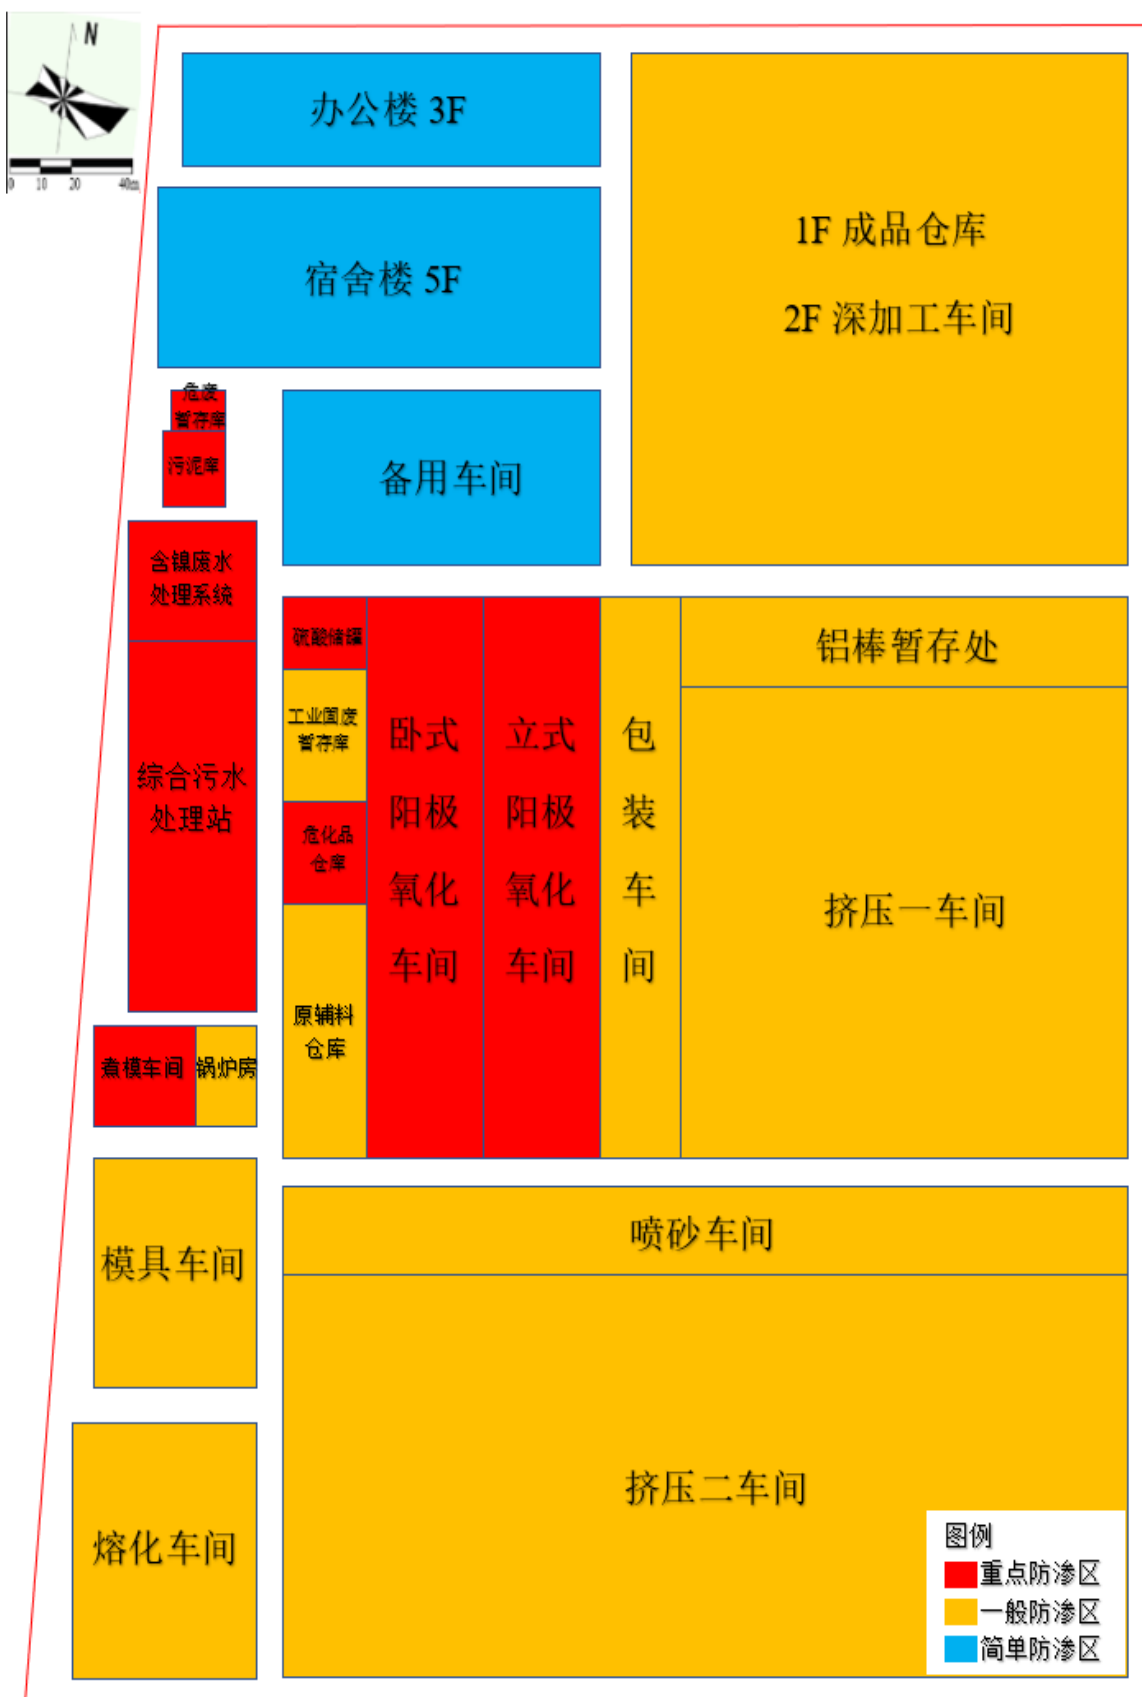 N
0 10 20 40m
办公楼 3F
宿舍楼 5F
1F 成品仓库
2F 深加工车间
危废
暂存库
污泥库
备用车间
含镍废水
处理系统
综合污水
处理站
硫酸储罐
工业固废
暂存库
危化品
仓库
原辅料
仓库
卧式
阳极
氧化
车间
立式
阳极
氧化
车间
包
装
车
间
铝棒暂存处
挤压一车间
煮模车间
锅炉房
模具车间
喷砂车间
挤压二车间
熔化车间
图例
重点防渗区
一般防渗区
简单防渗区